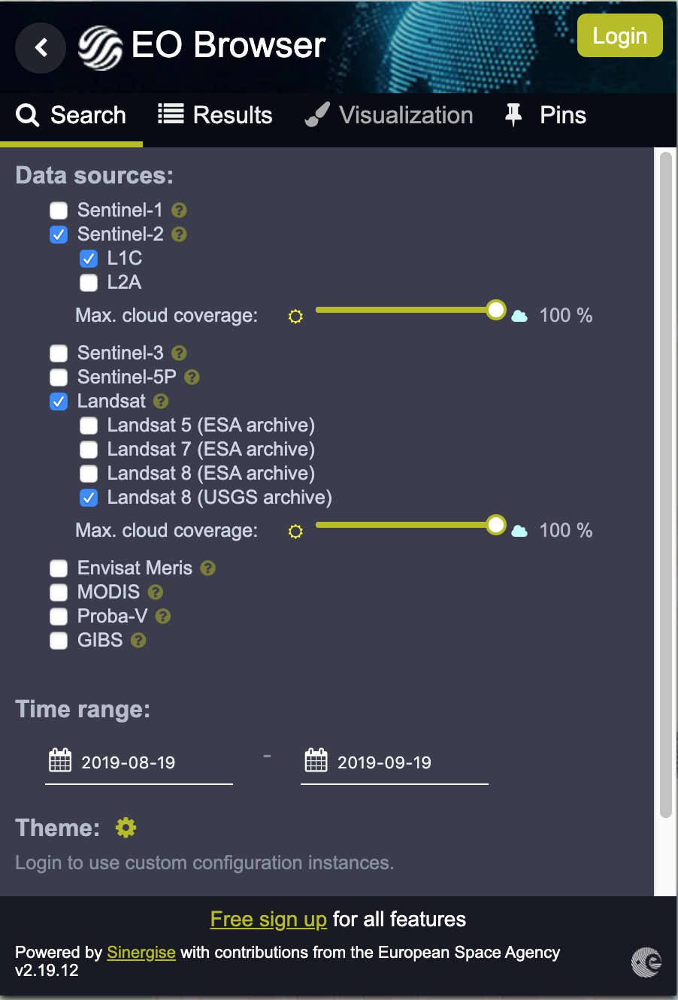 EO Browser
Login
Search Results Visualization Pins
Data sources:
Sentinel-1 ?
Sentinel-2 ?
L1C
L2A
Max. cloud coverage: 100 %
Sentinel-3 ?
Sentinel-5P ?
Landsat ?
Landsat 5 (ESA archive)
Landsat 7 (ESA archive)
Landsat 8 (ESA archive)
Landsat 8 (USGS archive)
Max. cloud coverage: 100 %
Envisat Meris ?
MODIS ?
Proba-V ?
GIBS ?
Time range:
2019-08-19 - 2019-09-19
Theme:
Login to use custom configuration instances.
Free sign up for all features
Powered by Sinergise with contributions from the European Space Agency
v2.19.12